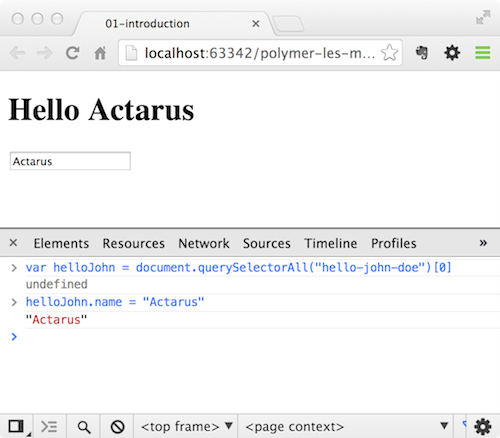 01-introduction
localhost:63342/polymer-les-m...
Hello Actarus
Actarus
Elements Resources Network Sources Timeline Profiles »
> var helloJohn = document.querySelectorAll("hello-john-doe")[0]
undefined
> helloJohn.name = "Actarus"
"Actarus"
>
<top frame> ▼ <page context> ▼